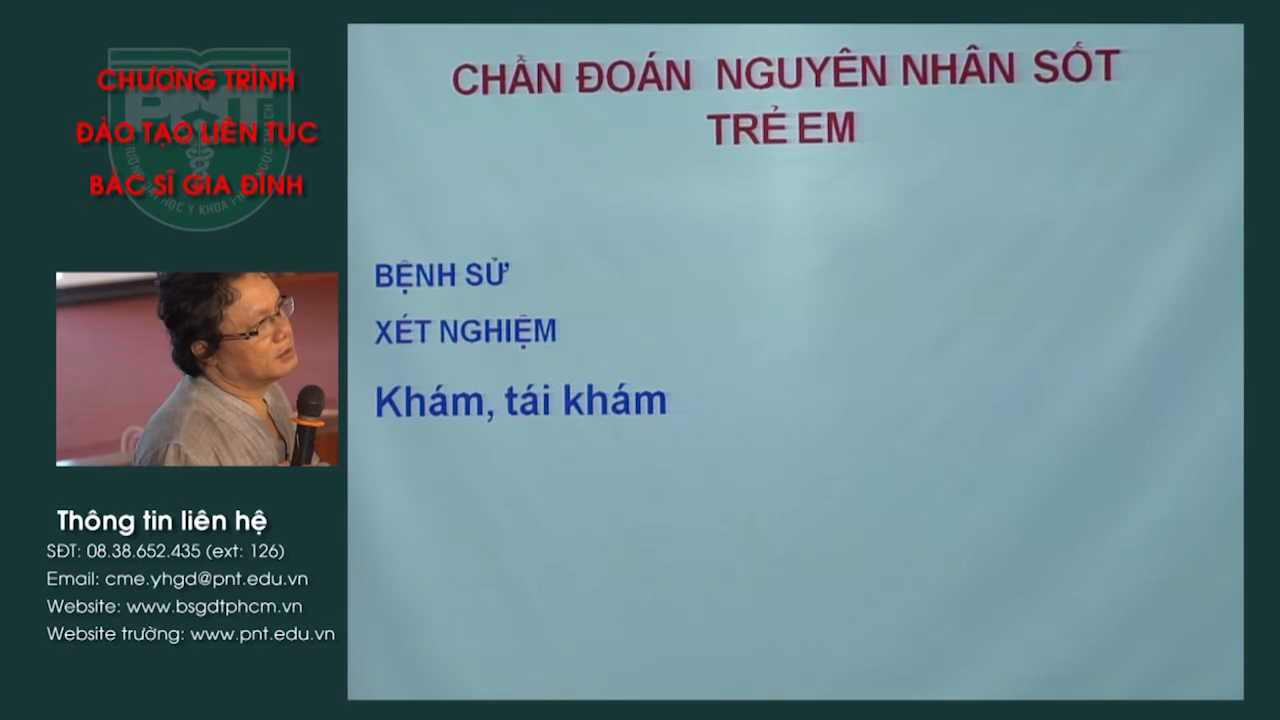 CHƯƠNG TRÌNH
ĐÀO TẠO LIÊN TỤC
BÁC SĨ GIA ĐÌNH
PNT
CHẨN ĐOÁN NGUYÊN NHÂN SỐT
TRẺ EM
BỆNH SỬ
XÉT NGHIỆM
Khám, tái khám
Thông tin liên hệ
SĐT: 08.38.652.435 (ext: 126)
Email: cme.yhgd@pnt.edu.vn
Website: www.bsgdtphcm.vn
Website trường: www.pnt.edu.vn